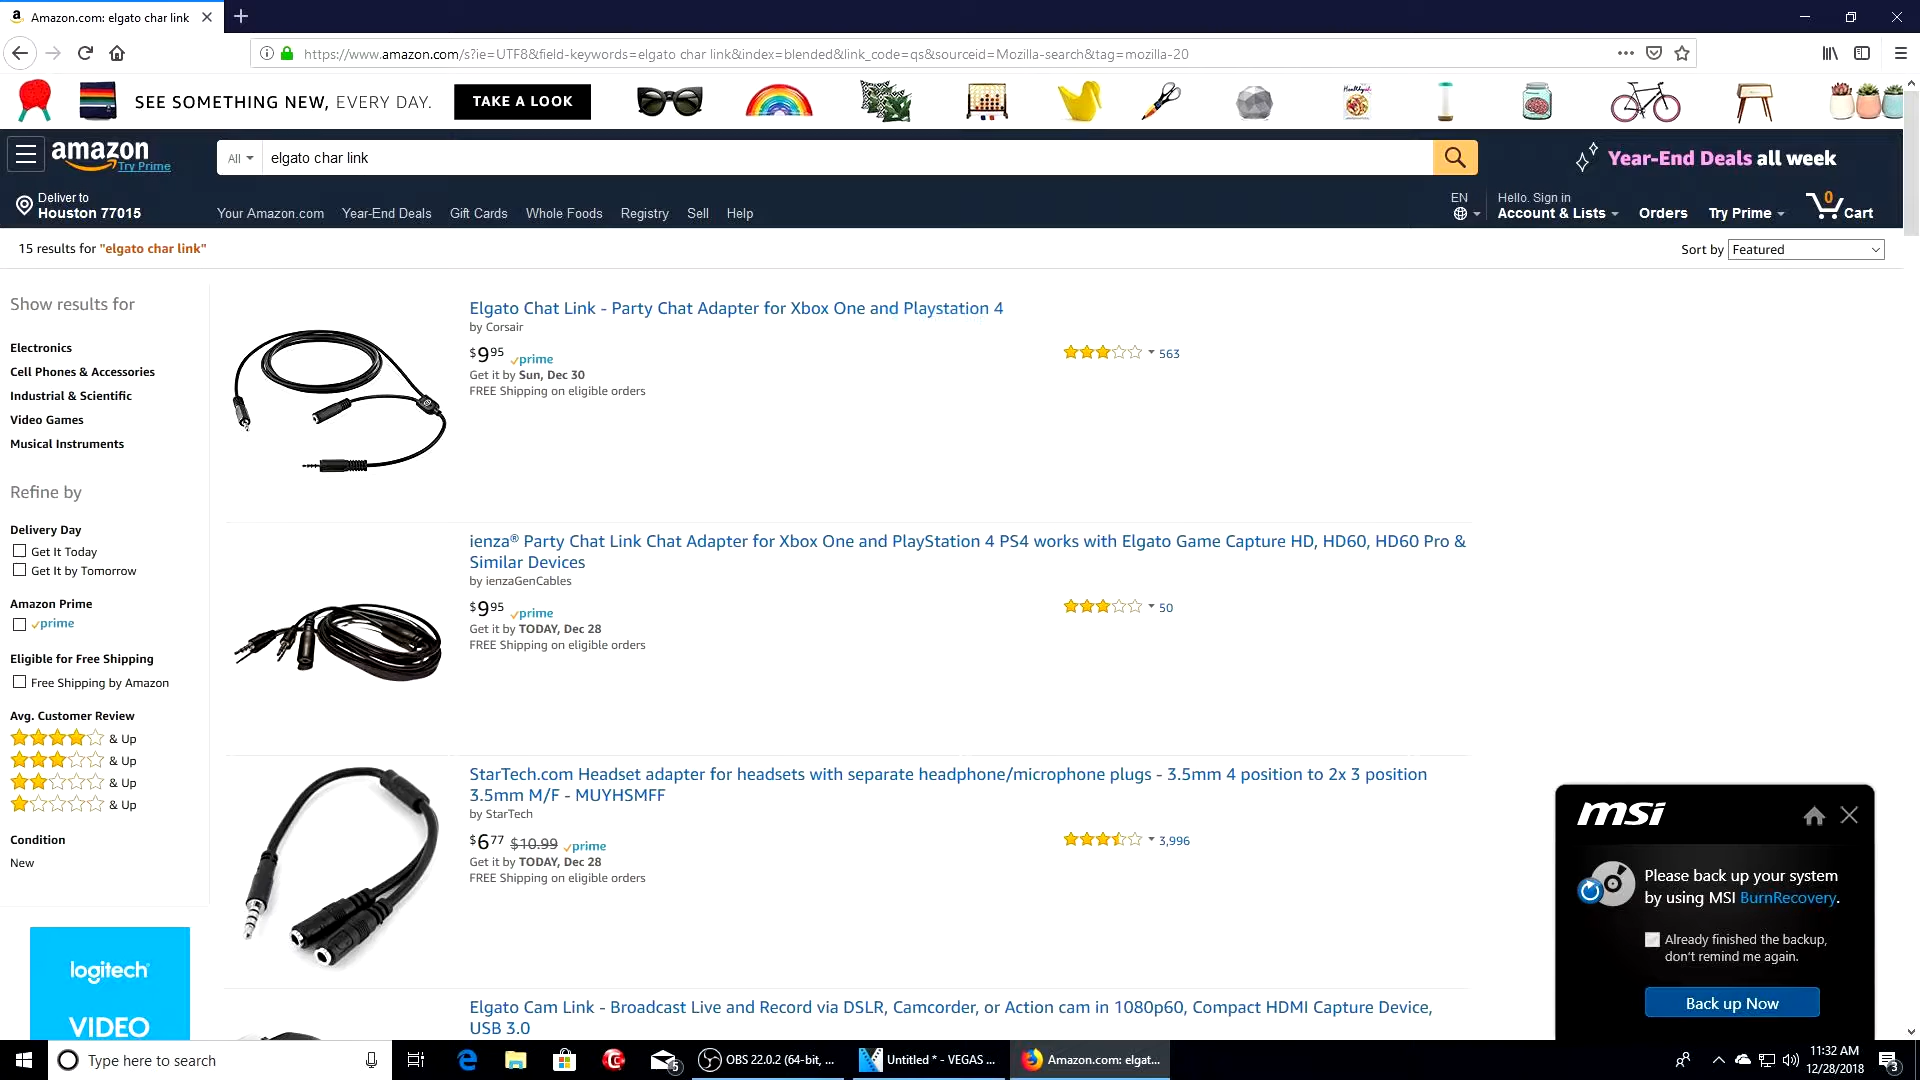 Amazon.com: elgato char link
https://www.amazon.com/s?ie=UTF8&field-keywords=elgato char link&index=blended&link_code=qs&sourceid=Mozilla-search&tag=mozilla-20
SEE SOMETHING NEW, EVERY DAY. TAKE A LOOK
amazon
Try Prime
All
elgato char link
Year-End Deals all week
Deliver to
Houston 77015
Your Amazon.com Year-End Deals Gift Cards Whole Foods Registry Sell Help
EN
Hello. Sign in
Account & Lists Orders Try Prime 0 Cart
15 results for "elgato char link"
Sort by Featured
Show results for
Electronics
Cell Phones & Accessories
Industrial & Scientific
Video Games
Musical Instruments
Refine by
Delivery Day
Get It Today
Get It by Tomorrow
Amazon Prime
prime
Eligible for Free Shipping
Free Shipping by Amazon
Avg. Customer Review
& Up
& Up
& Up
& Up
Condition
New
logitech
VIDEO
Elgato Chat Link - Party Chat Adapter for Xbox One and Playstation 4
by Corsair
$9 95 prime
563
Get it by Sun, Dec 30
FREE Shipping on eligible orders
ienza® Party Chat Link Chat Adapter for Xbox One and PlayStation 4 PS4 works with Elgato Game Capture HD, HD60, HD60 Pro &
Similar Devices
by ienzaGenCables
$9 95 prime
50
Get it by TODAY, Dec 28
FREE Shipping on eligible orders
StarTech.com Headset adapter for headsets with separate headphone/microphone plugs - 3.5mm 4 position to 2x 3 position
3.5mm M/F - MUYHSMFF
by StarTech
$6 77 $10.99 prime
3,996
Get it by TODAY, Dec 28
FREE Shipping on eligible orders
Elgato Cam Link - Broadcast Live and Record via DSLR, Camcorder, or Action cam in 1080p60, Compact HDMI Capture Device,
USB 3.0
msi
Please back up your system
by using MSI BurnRecovery.
Already finished the backup,
don't remind me again.
Back up Now
Type here to search
5
OBS 22.0.2 (64-bit, ...
Untitled * - VEGAS ...
Amazon.com: elgat...
11:32 AM
12/28/2018
3